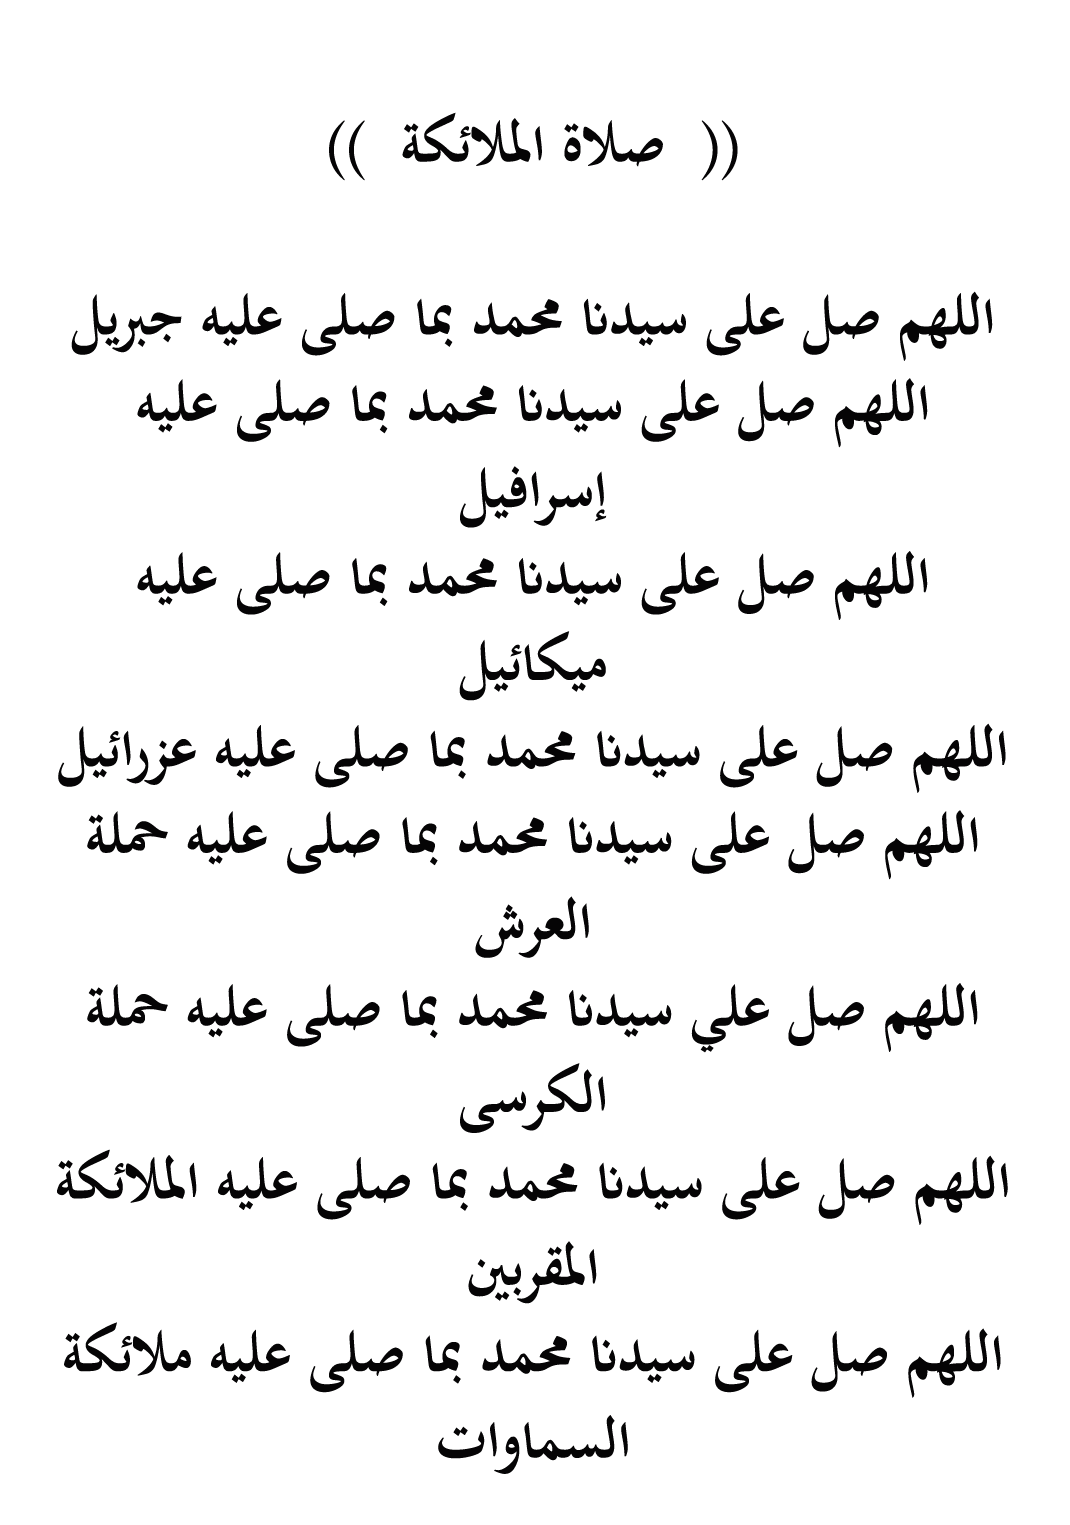 (( صلاة الملائكة ))
اللهم صل على سيدنا محمد بما صلى عليه جبريل
اللهم صل على سيدنا محمد بما صلى عليه
إسرافيل
اللهم صل على سيدنا محمد بما صلى عليه
ميكائيل
اللهم صل على سيدنا محمد بما صلى عليه عزرائيل
اللهم صل على سيدنا محمد بما صلى عليه حملة
العرش
اللهم صل علي سيدنا محمد بما صلى عليه حملة
الكرسى
اللهم صل على سيدنا محمد بما صلى عليه الملائكة
المقربين
اللهم صل على سيدنا محمد بما صلى عليه ملائكة
السماوات